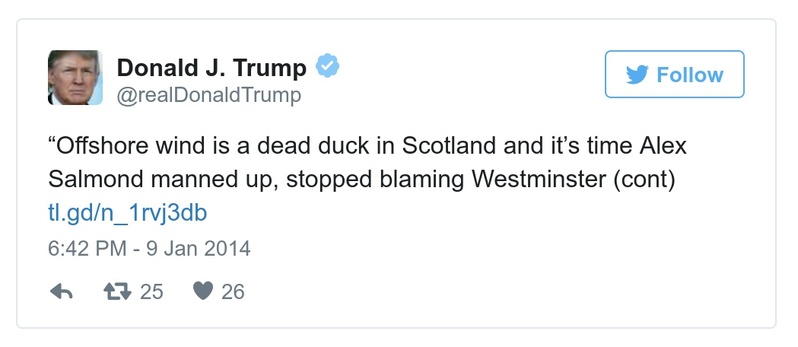 Donald J. Trump
@realDonaldTrump
Follow
“Offshore wind is a dead duck in Scotland and it’s time Alex
Salmond manned up, stopped blaming Westminster (cont)
tl.gd/n_1rvj3db
6:42 PM - 9 Jan 2014
25 26